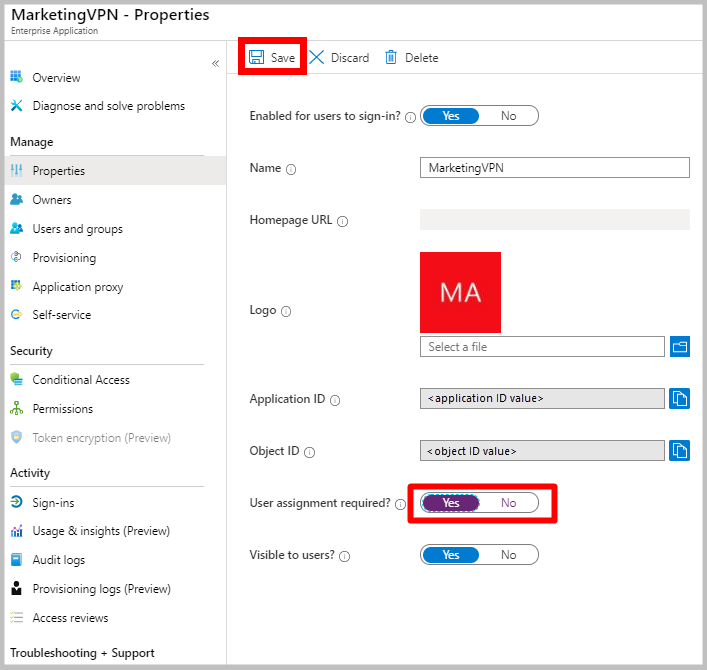 MarketingVPN - Properties
Enterprise Application
«
Overview
Diagnose and solve problems
Manage
Properties
Owners
Users and groups
Provisioning
Application proxy
Self-service
Security
Conditional Access
Permissions
Token encryption (Preview)
Activity
Sign-ins
Usage & insights (Preview)
Audit logs
Provisioning logs (Preview)
Access reviews
Troubleshooting + Support
Save Discard Delete
Enabled for users to sign-in? Yes No
Name MarketingVPN
Homepage URL
MA
Logo
Select a file
Application ID <application ID value>
Object ID <object ID value>
User assignment required? Yes No
Visible to users? Yes No